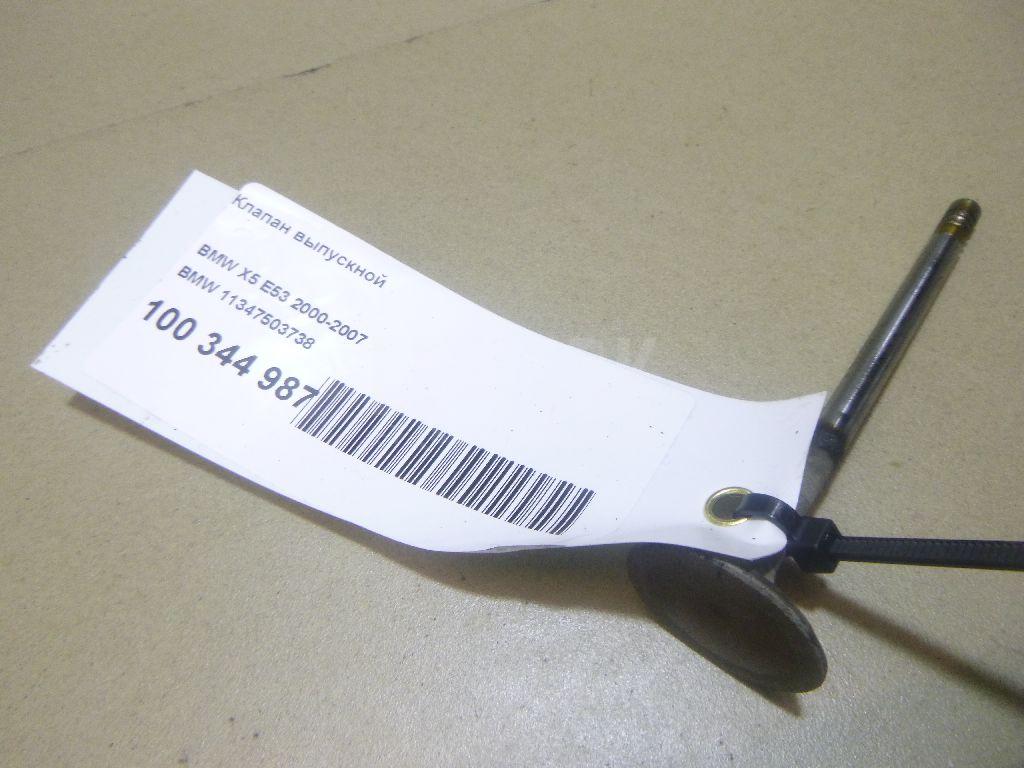 Клапан выпускной
BMW X5 E53 2000-2007
BMW 11347503738
100 344 987